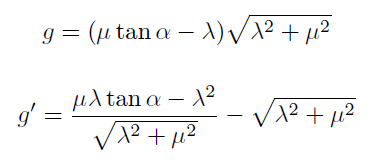 g = (μ tan α − λ)√(λ² + μ²)
g′ = (μλ tan α − λ²)/√(λ² + μ²) − √(λ² + μ²)